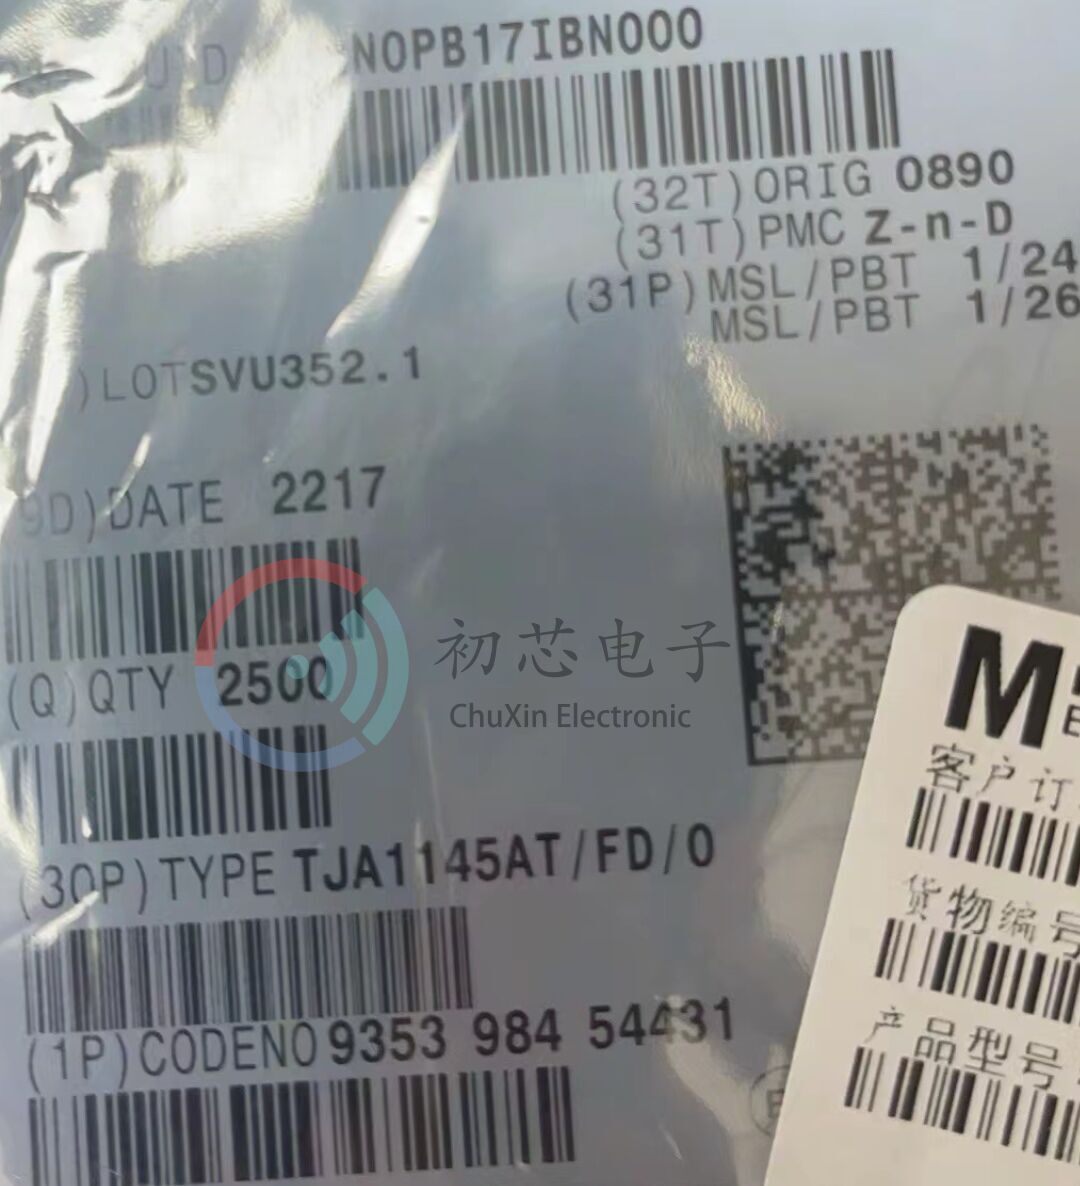 NOPB17IBN000
(32T)ORIG 0890
(31T)PMC Z-n-D
(31P)MSL/PBT 1/24
MSL/PBT 1/26
)LOTSVU352.1
9D)DATE 2217
(Q)QTY 2500
初芯电子
ChuXin Electronic
(30P)TYPE TJA1145AT/FD/0
(1P)CODENO 9353 984 54431
M
客户订
货物编号
产品型号